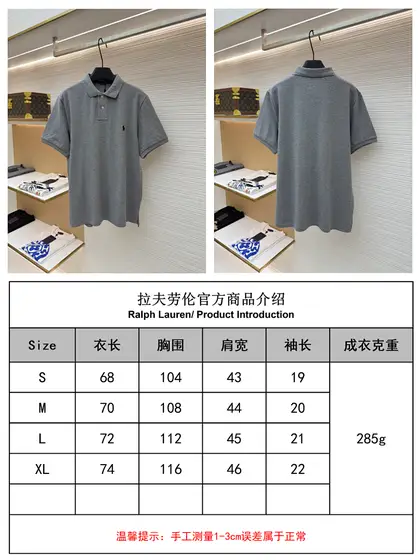 拉夫劳伦官方商品介绍
Ralph Lauren/ Product Introduction
Size 衣长 胸围 肩宽 袖长 成衣克重
S 68 104 43 19
M 70 108 44 20
L 72 112 45 21
XL 74 116 46 22
285g
温馨提示：手工测量1-3cm误差属于正常